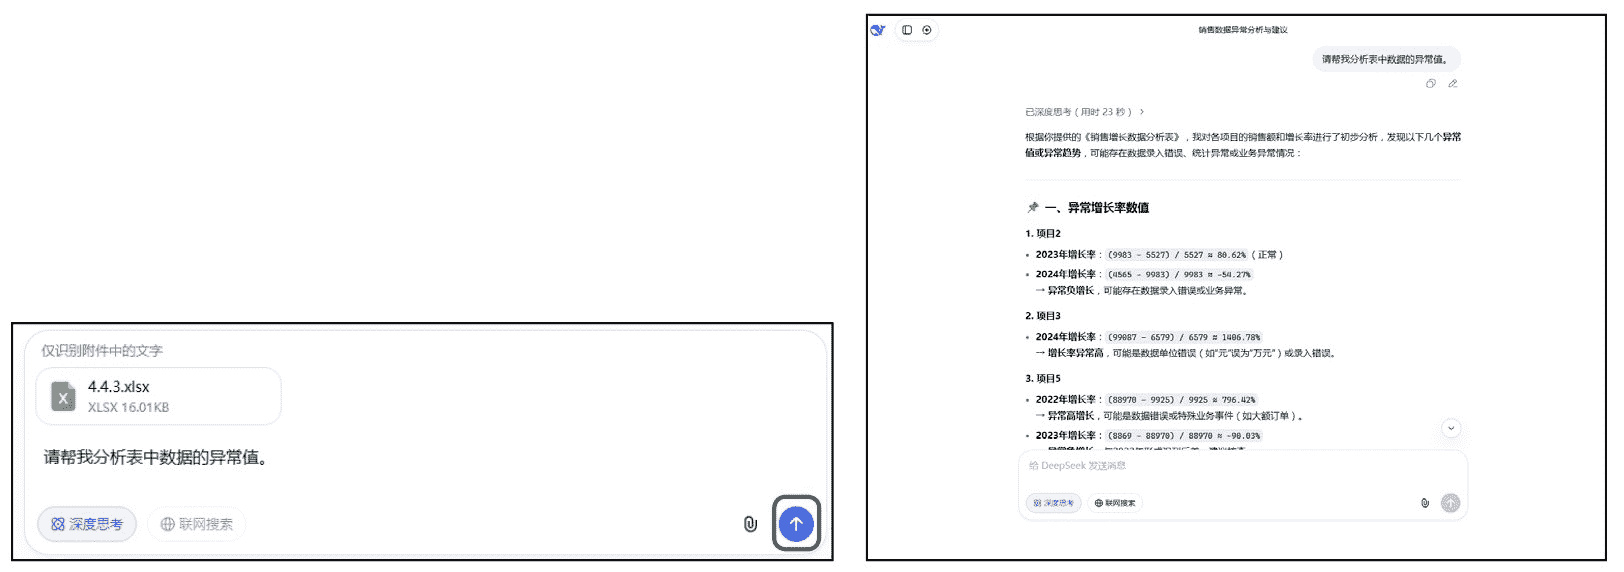 仅识别附件中的文字
4.4.3.xlsx
XLSX 16.01KB
请帮我分析表中数据的异常值。
深度思考
联网搜索
销售数据异常分析与建议
请帮我分析表中数据的异常值。
已深度思考（用时 23 秒）
根据你提供的《销售增长数据分析表》，我对各项目的销售额和增长率进行了初步分析，发现以下几个异常
值或异常趋势，可能存在数据录入错误、统计异常或业务异常情况：
一、异常增长率数值
1. 项目2
2023年增长率：(9983 - 5527) / 5527 ≈ 80.62%（正常）
2024年增长率：(4565 - 9983) / 9983 ≈ -54.27%
→ 异常负增长，可能存在数据录入错误或业务异常。
2. 项目3
2024年增长率：(99087 - 6579) / 6579 ≈ 1406.78%
→ 增长率异常高，可能是数据单位错误（如“元”误为“万元”）或录入错误。
3. 项目5
2022年增长率：(88970 - 9925) / 9925 ≈ 796.42%
→ 异常高增长，可能是数据错误或特殊业务事件（如大额订单）。
2023年增长率：(8869 - 88970) / 88970 ≈ -90.03%
给 DeepSeek 发送消息
深度思考
联网搜索